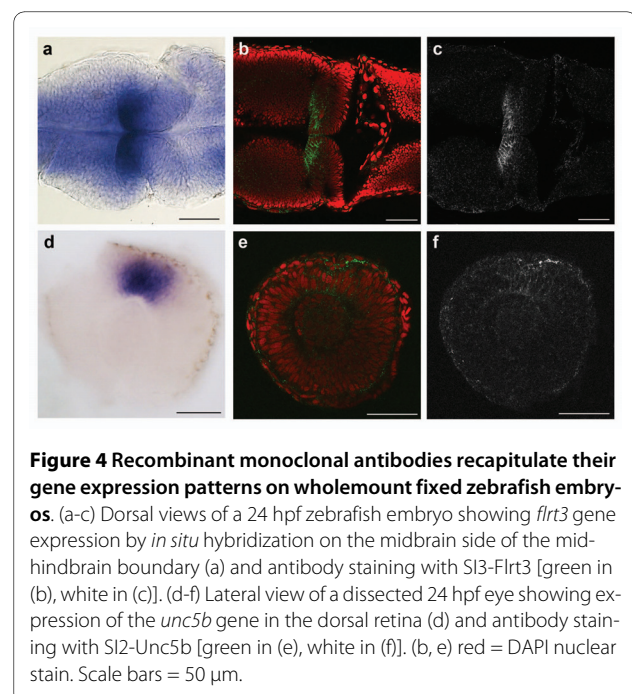 a
b
c
d
e
f
Figure 4 Recombinant monoclonal antibodies recapitulate their
gene expression patterns on wholemount fixed zebrafish embry-
os. (a-c) Dorsal views of a 24 hpf zebrafish embryo showing flrt3 gene
expression by in situ hybridization on the midbrain side of the mid-
hindbrain boundary (a) and antibody staining with SI3-Flrt3 [green in
(b), white in (c)]. (d-f) Lateral view of a dissected 24 hpf eye showing ex-
pression of the unc5b gene in the dorsal retina (d) and antibody stain-
ing with SI2-Unc5b [green in (e), white in (f)]. (b, e) red = DAPI nuclear
stain. Scale bars = 50 μm.